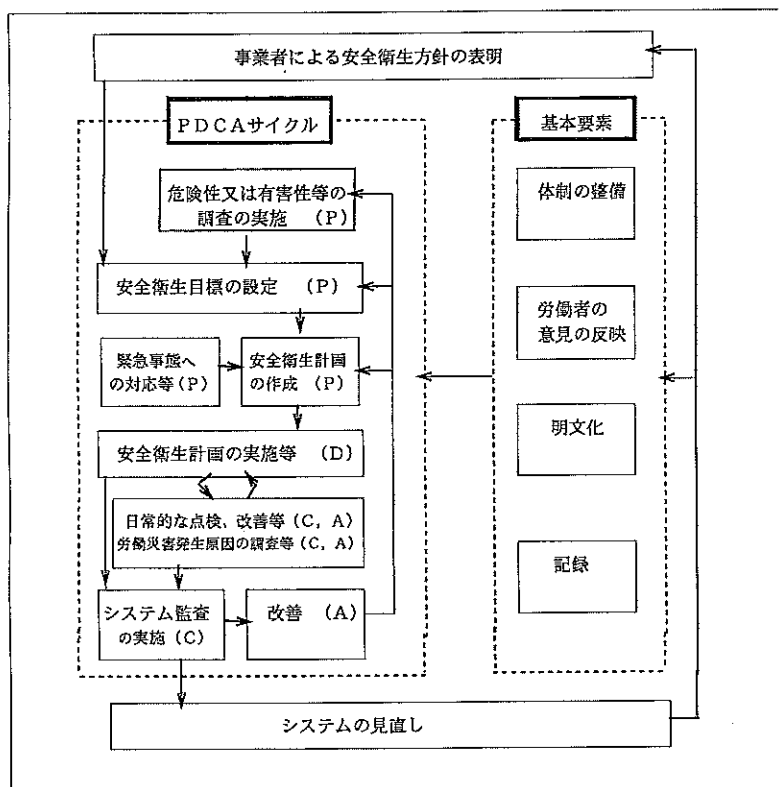 事業者による安全衛生方針の表明
PDCAサイクル
危険性又は有害性等の
調査の実施 (P)
安全衛生目標の設定 (P)
緊急事態へ
の対応等(P)
安全衛生計画
の作成 (P)
安全衛生計画の実施等 (D)
日常的な点検、改善等(C, A)
労働災害発生原因の調査等(C, A)
システム監査
の実施(C)
改善 (A)
基本要素
体制の整備
労働者の
意見の反映
明文化
記録
システムの見直し